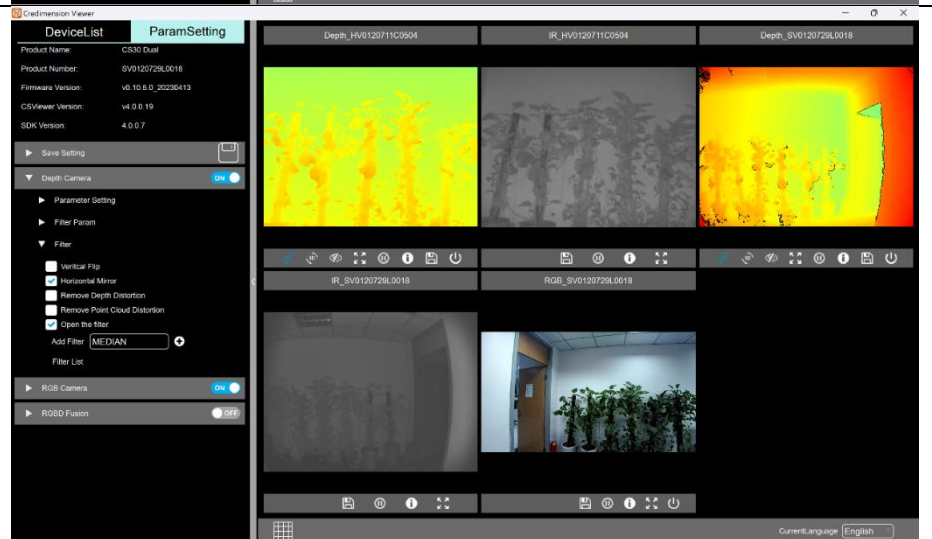 Credimension Viewer
DeviceList ParamSetting
Product Name: CS30 Dual
Product Number: SV0120729L0018
Firmware Version: v0.10.5.0_20230413
CSViewer Version: v4.0.0.19
SDK Version: 4.0.0.7
Save Setting
Depth Camera ON
Parameter Setting
Filter Param
Filter
Veritcal Flip
Horizontal Mirror
Remove Depth Distortion
Remove Point Cloud Distortion
Open the filter
Add Filter MEDIAN
Filter List
RGB Camera ON
RGBD Fusion OFF
Depth_HV0120711C0504
IR_HV0120711C0504
Depth_SV0120729L0018
IR_SV0120729L0018
RGB_SV0120729L0018
CurrentLanguage English